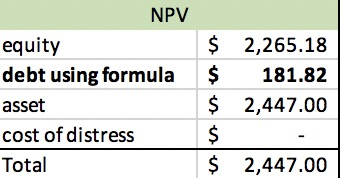 NPV
equity $ 2,265.18
debt using formula $ 181.82
asset $ 2,447.00
cost of distress $ -
Total $ 2,447.00